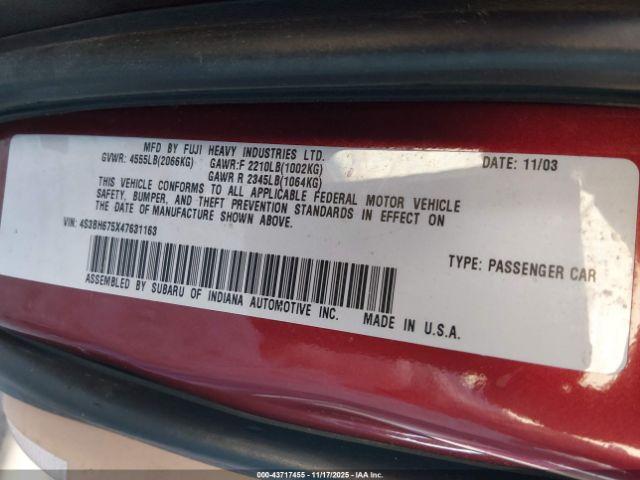 MFD BY FUJI HEAVY INDUSTRIES LTD. DATE: 11/03
GVWR: 4555LB(2066KG) GAWR:F 2210LB(1002KG)
GAWR R 2345LB(1064KG)
THIS VEHICLE CONFORMS TO ALL APPLICABLE FEDERAL MOTOR VEHICLE
SAFETY, BUMPER, AND THEFT PREVENTION STANDARDS IN EFFECT ON
THE DATE OF MANUFACTURE SHOWN ABOVE.
VIN: 4S3BH675X47631163
TYPE: PASSENGER CAR
ASSEMBLED BY SUBARU OF INDIANA AUTOMOTIVE INC. MADE IN U.S.A.
000-43717455 - 11/17/2025 - IAA Inc.